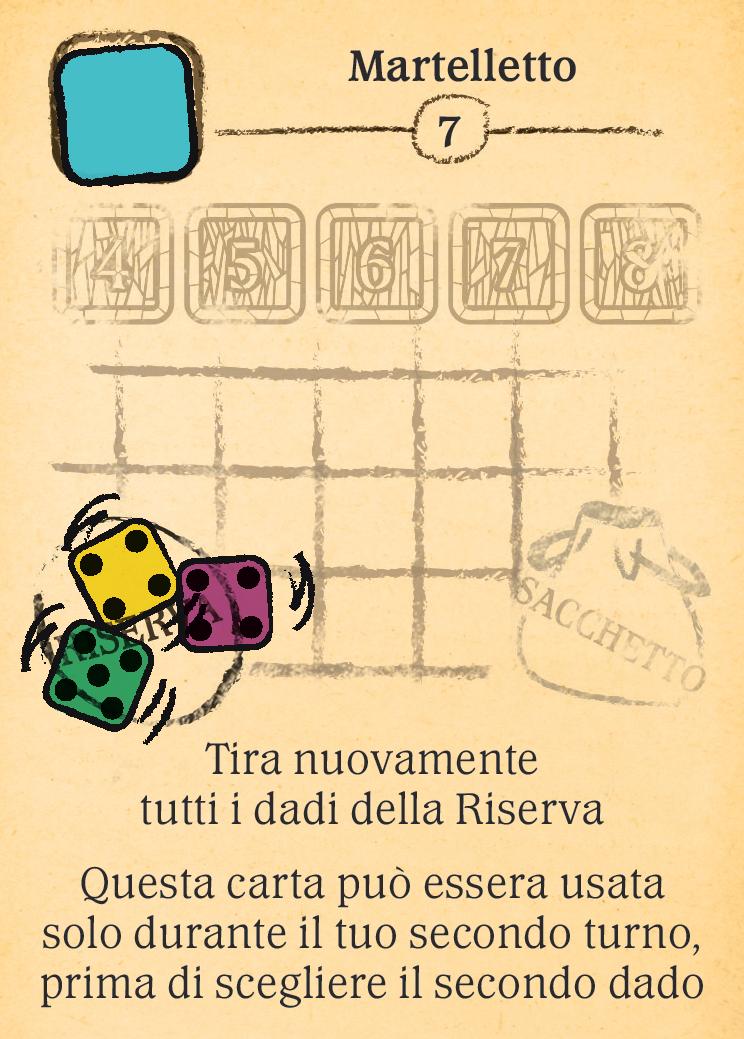 Martelletto
7
4 5 6 7 8
RISERVA
SACCHETTO
Tira nuovamente
tutti i dadi della Riserva
Questa carta può essera usata
solo durante il tuo secondo turno,
prima di scegliere il secondo dado